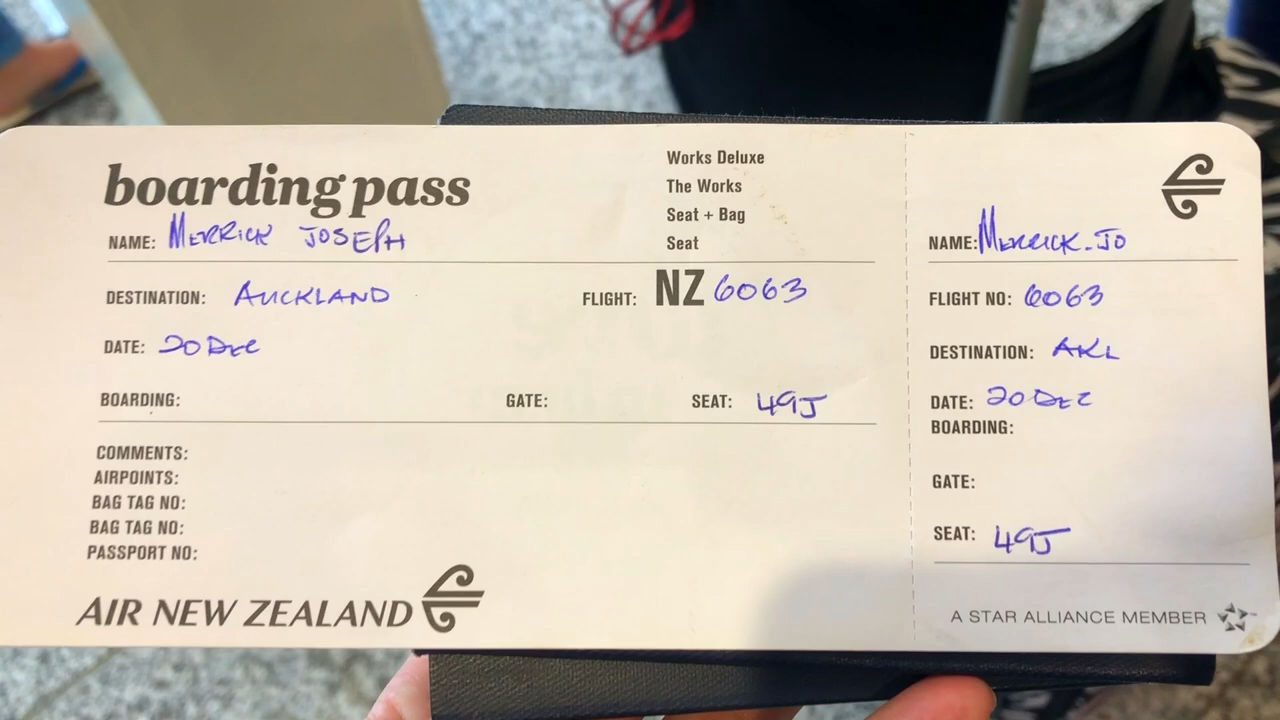 boarding pass
Works Deluxe
The Works
Seat + Bag
Seat
NAME: MERRICK JOSEPH
DESTINATION: AUCKLAND
FLIGHT: NZ 6063
DATE: 20 DEC
BOARDING:
GATE:
SEAT: 49J
COMMENTS:
AIRPOINTS:
BAG TAG NO:
BAG TAG NO:
PASSPORT NO:
AIR NEW ZEALAND
NAME: MERRICK. JO
FLIGHT NO: 6063
DESTINATION: AKL
DATE: 20 DEC
BOARDING:
GATE:
SEAT: 49J
A STAR ALLIANCE MEMBER